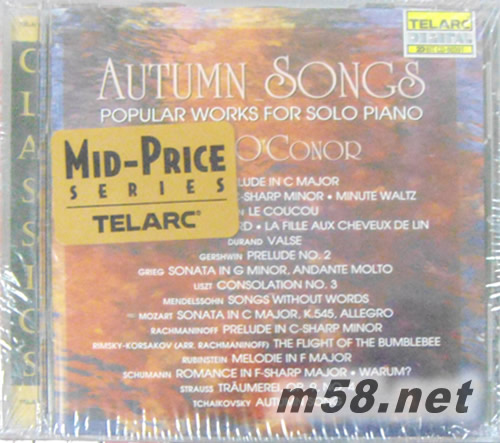 TELARC
DIGITAL
CLASSICS
AUTUMN SONGS
POPULAR WORKS FOR SOLO PIANO
O'CONOR
MID-PRICE
SERIES
TELARC®
LUDE IN C MAJOR
C-SHARP MINOR • MINUTE WALTZ
LE COUCOU
LA FILLE AUX CHEVEUX DE LIN
DURAND VALSE
GERSHWIN PRELUDE NO. 2
GRIEG SONATA IN G MINOR, ANDANTE MOLTO
LISZT CONSOLATION NO. 3
MENDELSSOHN SONGS WITHOUT WORDS
MOZART SONATA IN C MAJOR, K.545, ALLEGRO
RACHMANINOFF PRELUDE IN C-SHARP MINOR
RIMSKY-KORSAKOV (ARR. RACHMANINOFF) THE FLIGHT OF THE BUMBLEBEE
RUBINSTEIN MELODIE IN F MAJOR
SCHUMANN ROMANCE IN F-SHARP MAJOR • WARUM?
STRAUSS TRÄUMEREI, OP. 9,
TCHAIKOVSKY
m58.net